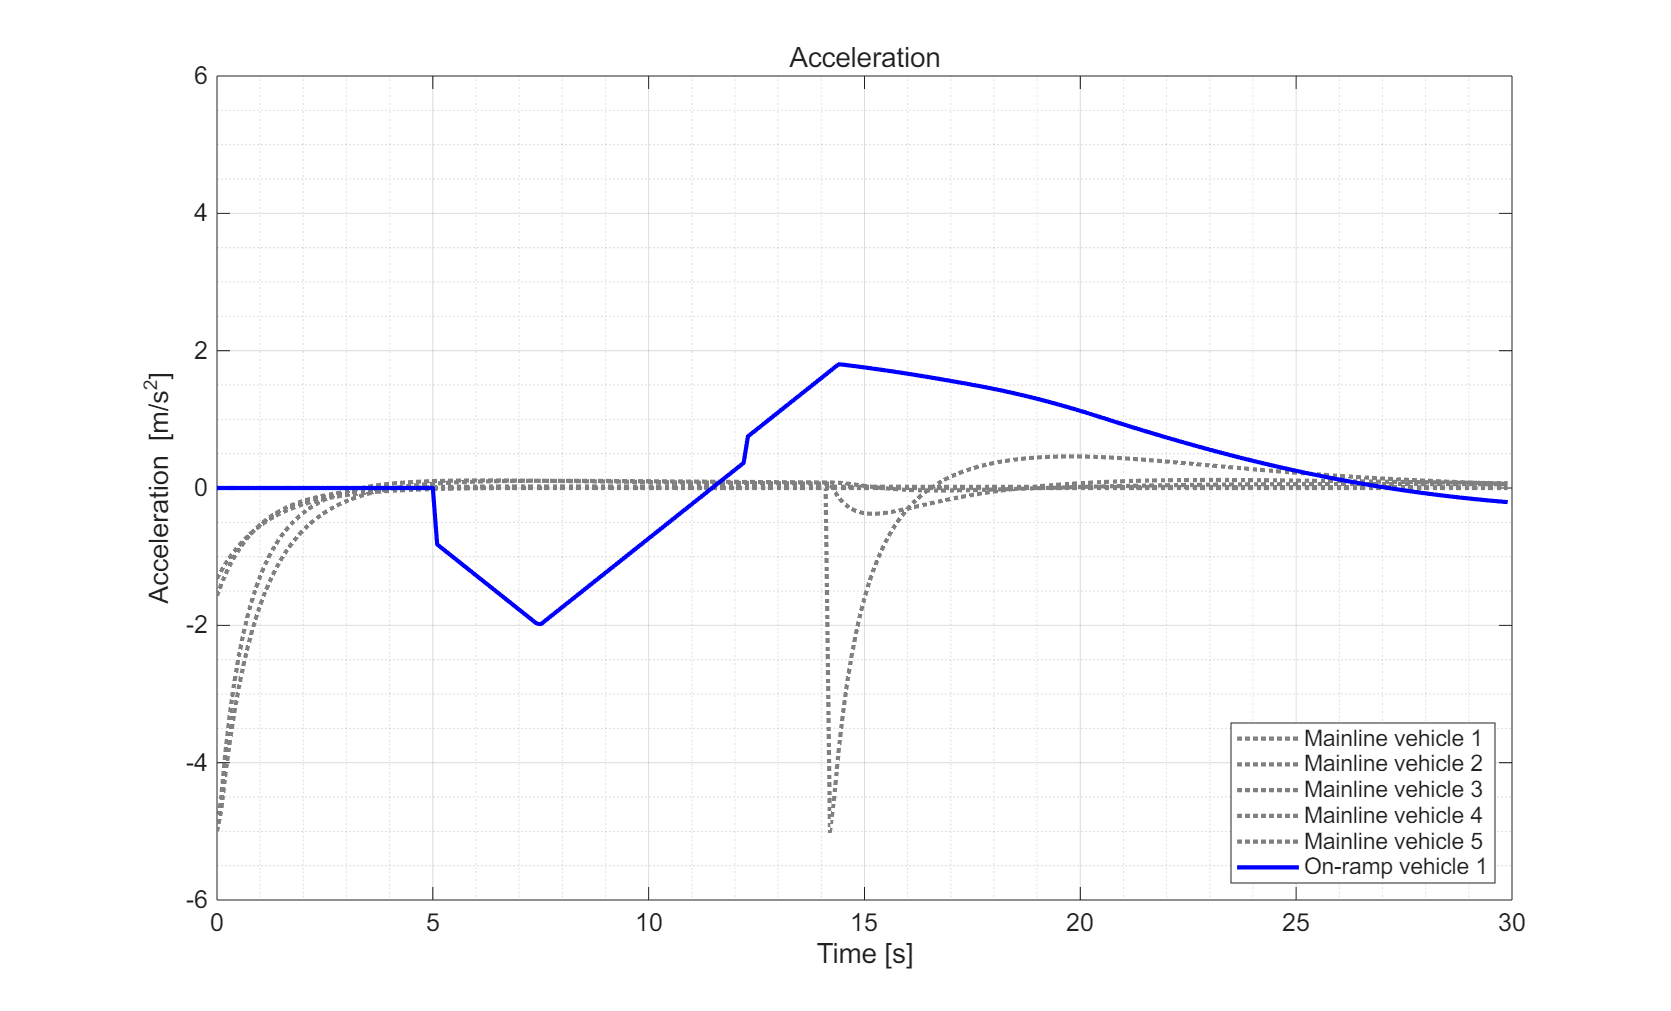 Acceleration
6
4
2
0
-2
-4
-6
Acceleration [m/s²]
0 5 10 15 20 25 30
Time [s]
Mainline vehicle 1
Mainline vehicle 2
Mainline vehicle 3
Mainline vehicle 4
Mainline vehicle 5
On-ramp vehicle 1